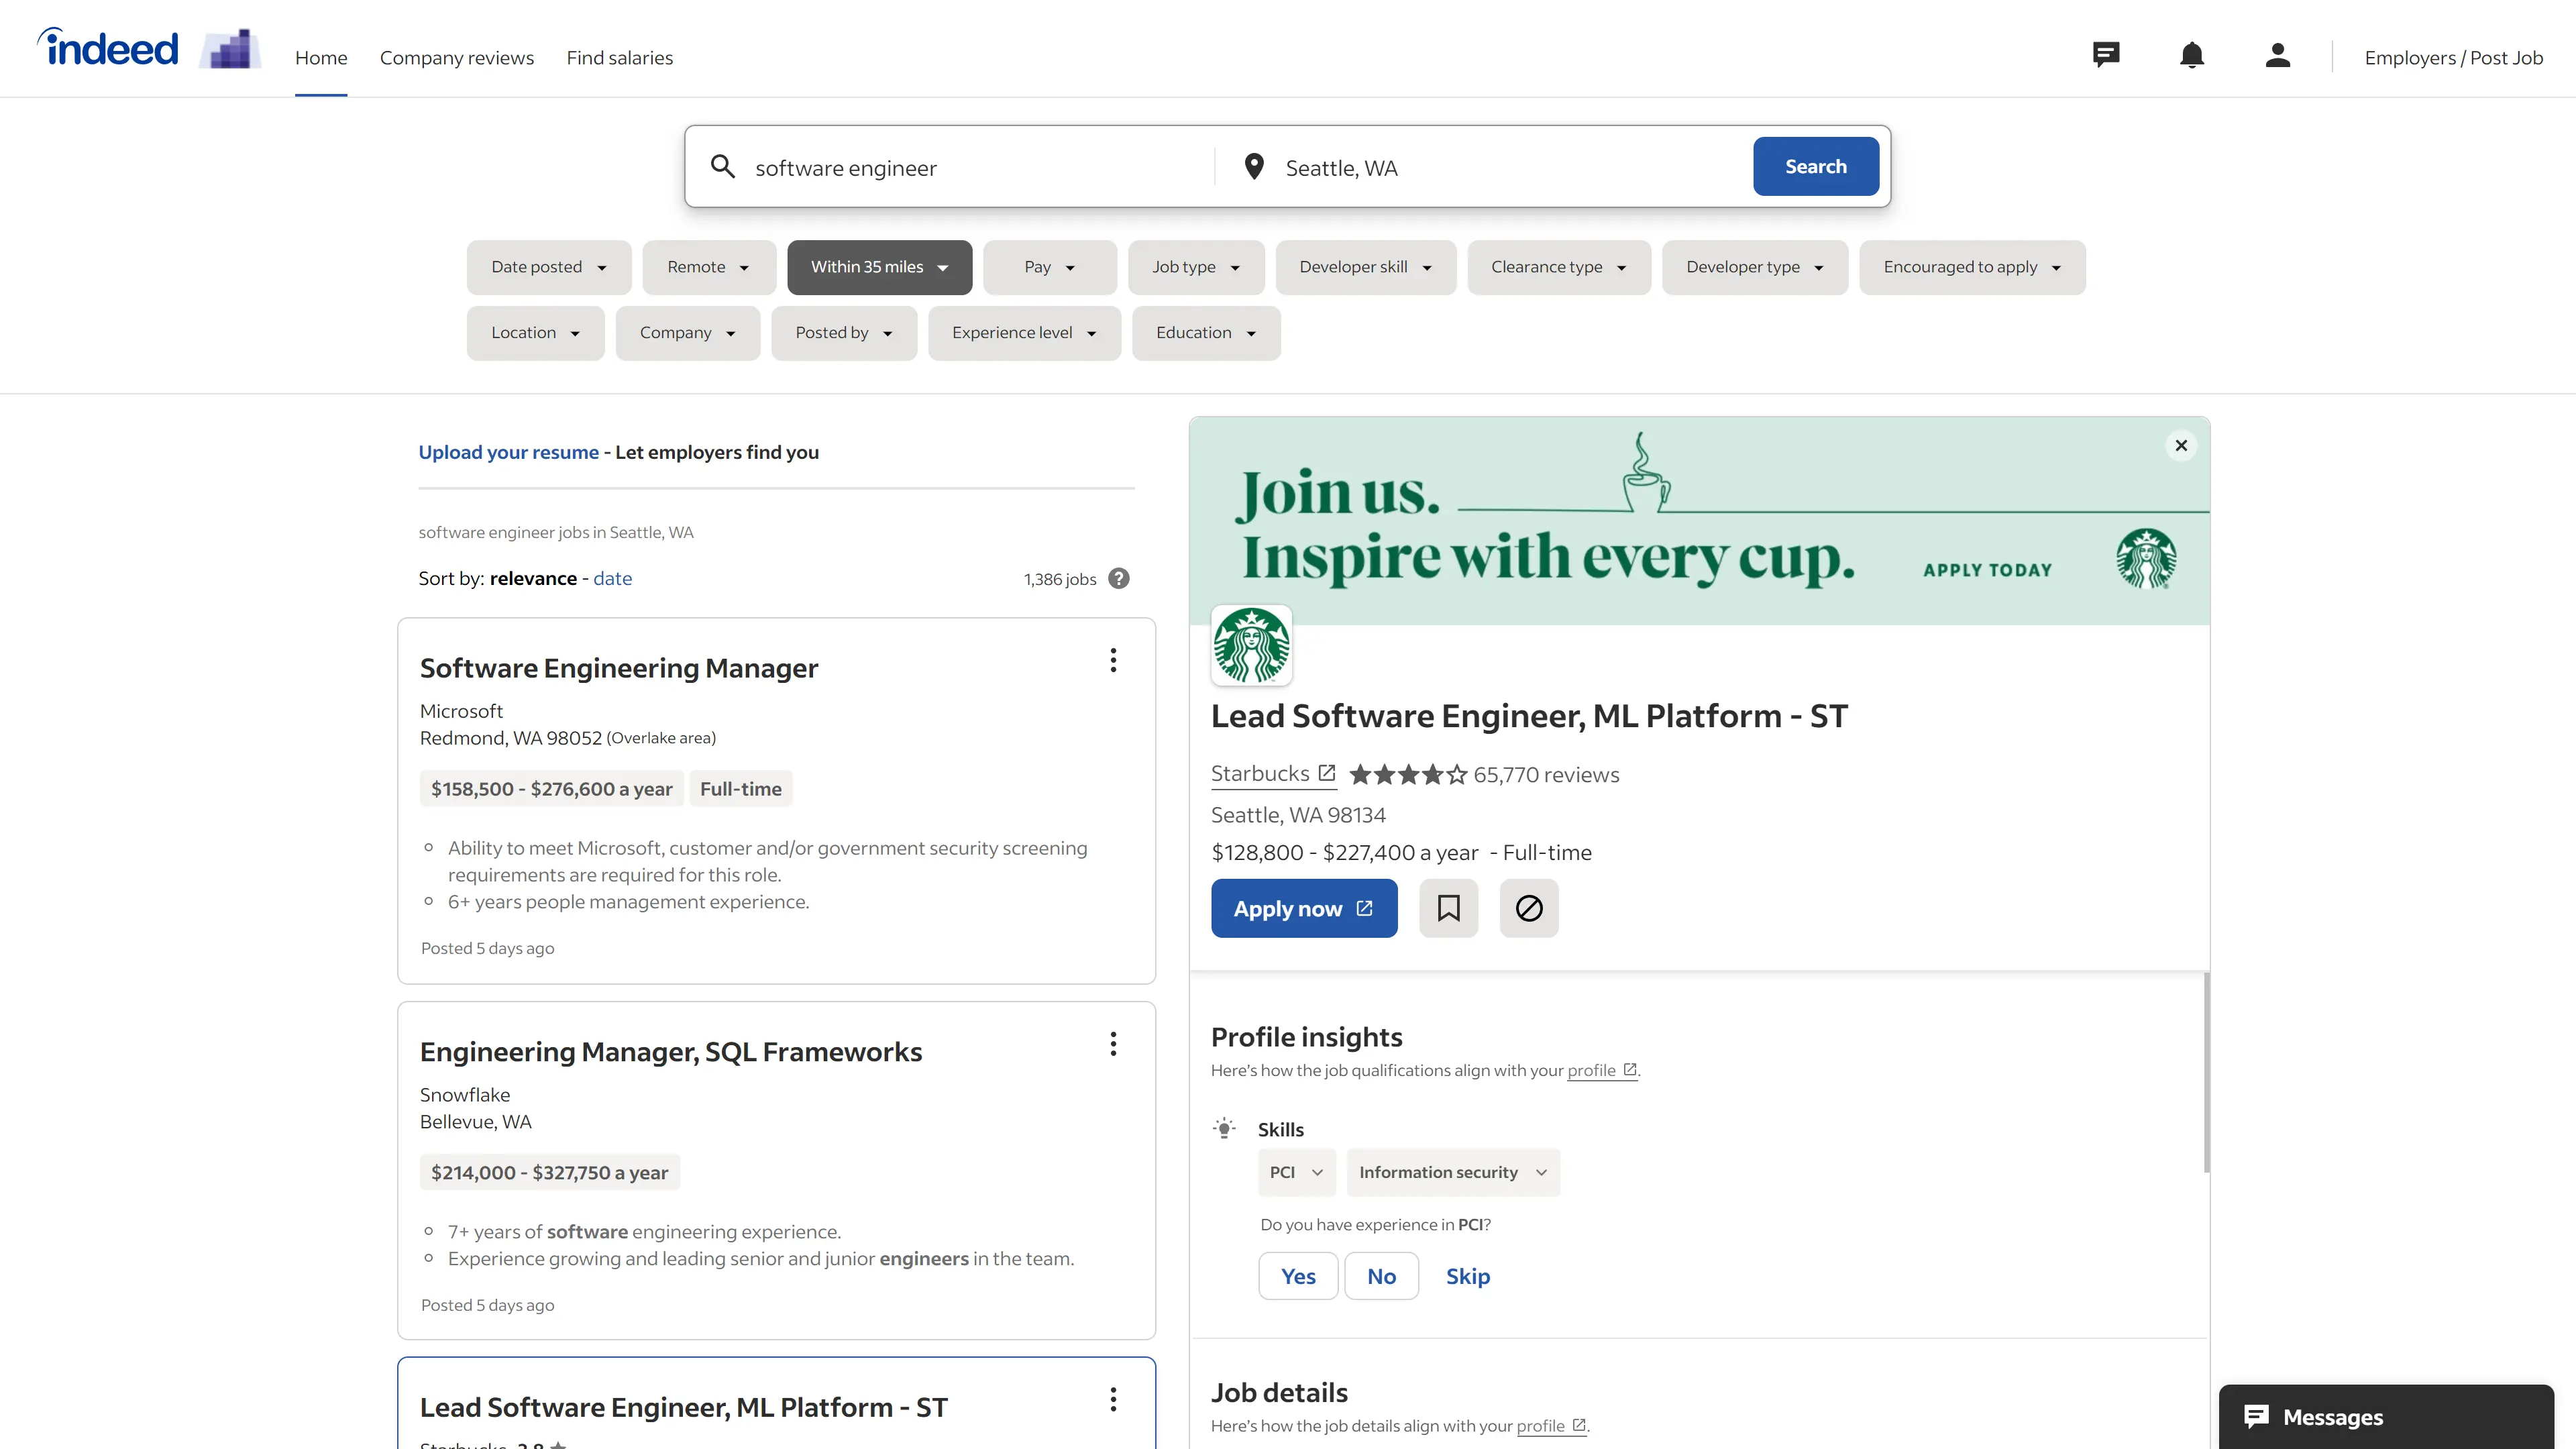 indeed
Home
Company reviews
Find salaries
Employers / Post Job
software engineer
Seattle, WA
Search
Date posted
Remote
Within 35 miles
Pay
Job type
Developer skill
Clearance type
Developer type
Encouraged to apply
Location
Company
Posted by
Experience level
Education
Upload your resume - Let employers find you
software engineer jobs in Seattle, WA
Sort by: relevance - date
1,386 jobs
Software Engineering Manager
Microsoft
Redmond, WA 98052 (Overlake area)
$158,500 - $276,600 a year
Full-time
Ability to meet Microsoft, customer and/or government security screening
requirements are required for this role.
6+ years people management experience.
Posted 5 days ago
Engineering Manager, SQL Frameworks
Snowflake
Bellevue, WA
$214,000 - $327,750 a year
7+ years of software engineering experience.
Experience growing and leading senior and junior engineers in the team.
Posted 5 days ago
Lead Software Engineer, ML Platform - ST
Starbucks 3.8
Join us.
Inspire with every cup.
APPLY TODAY
Lead Software Engineer, ML Platform - ST
Starbucks
65,770 reviews
Seattle, WA 98134
$128,800 - $227,400 a year - Full-time
Apply now
Profile insights
Here's how the job qualifications align with your profile.
Skills
PCI
Information security
Do you have experience in PCI?
Yes
No
Skip
Job details
Here's how the job details align with your profile.
Messages